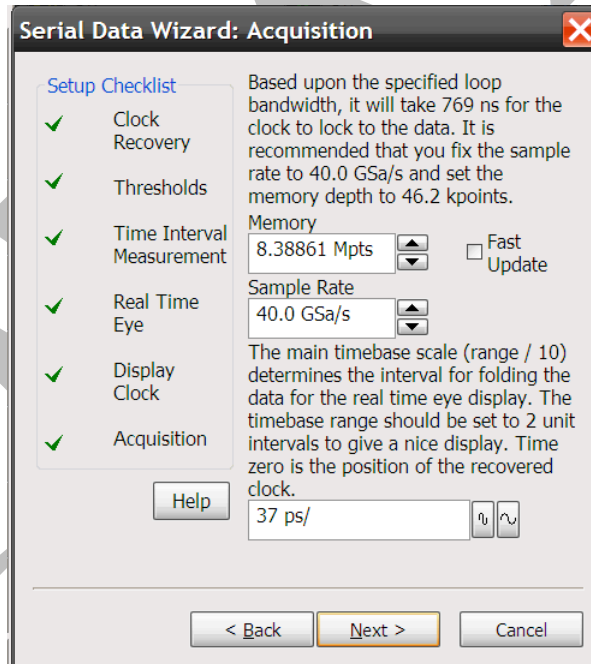 Serial Data Wizard: Acquisition
Setup Checklist
Clock
Recovery
Thresholds
Time Interval
Measurement
Real Time
Eye
Display
Clock
Acquisition
Help
Based upon the specified loop
bandwidth, it will take 769 ns for the
clock to lock to the data. It is
recommended that you fix the sample
rate to 40.0 GSa/s and set the
memory depth to 46.2 kpoints.
Memory
8.38861 Mpts
Fast
Update
Sample Rate
40.0 GSa/s
The main timebase scale (range / 10)
determines the interval for folding the
data for the real time eye display. The
timebase range should be set to 2 unit
intervals to give a nice display. Time
zero is the position of the recovered
clock.
37 ps/
< Back
Next >
Cancel